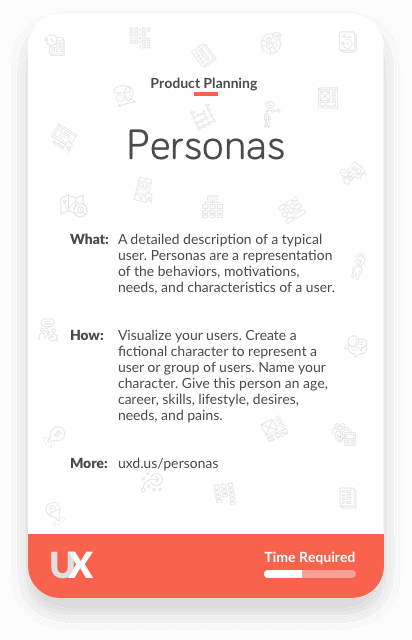 Product Planning
Personas
What: A detailed description of a typical
user. Personas are a representation
of the behaviors, motivations,
needs, and characteristics of a user.
How: Visualize your users. Create a
fictional character to represent a
user or group of users. Name your
character. Give this person an age,
career, skills, lifestyle, desires,
needs, and pains.
More: uxd.us/personas
UX
Time Required